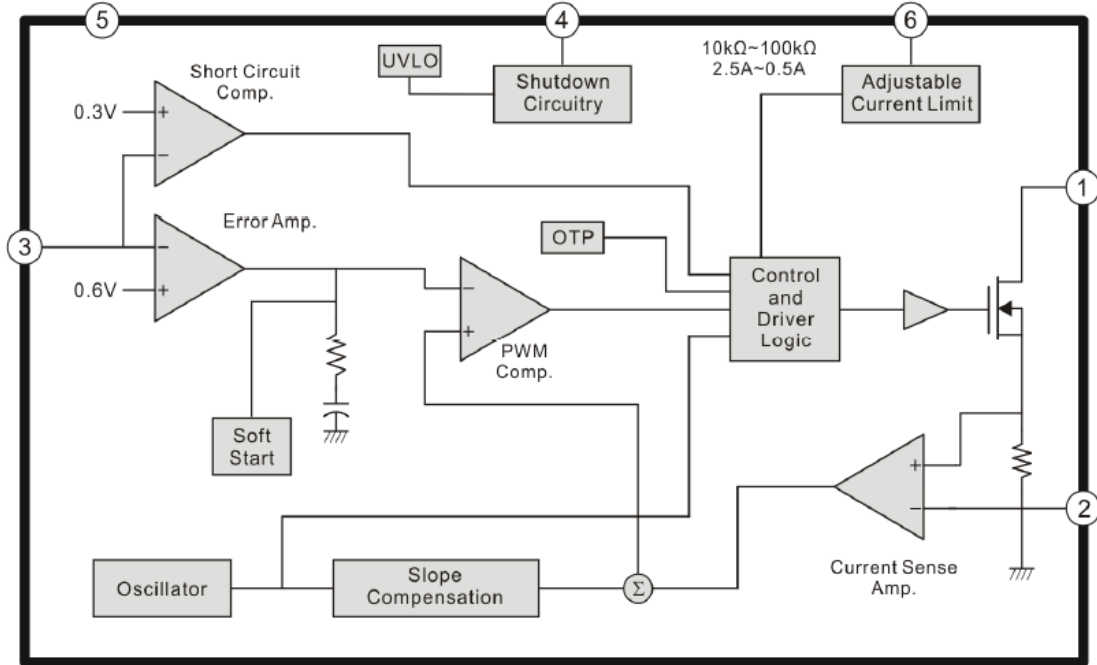 5
4
6
10kΩ~100kΩ
2.5A~0.5A
UVLO
Shutdown
Circuitry
Adjustable
Current Limit
Short Circuit
Comp.
0.3V
+
−
1
3
Error Amp.
−
0.6V
+
OTP
Control
and
Driver
Logic
−
+
PWM
Comp.
Soft
Start
+
−
2
Current Sense
Amp.
Oscillator
Slope
Compensation
Σ